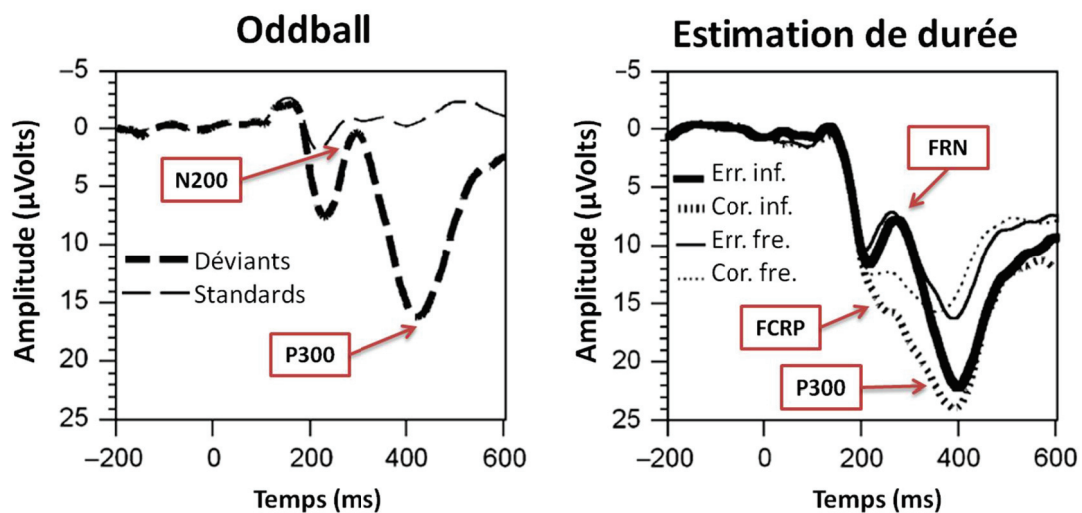 Oddball
Amplitude (µVolts)
–5
0
5
10
15
20
25
N200
Déviants
Standards
P300
–200
0
200
400
600
Temps (ms)
Estimation de durée
Amplitude (µVolts)
–5
0
5
10
15
20
25
FRN
Err. inf.
Cor. inf.
Err. fre.
Cor. fre.
FCRP
P300
–200
0
200
400
600
Temps (ms)